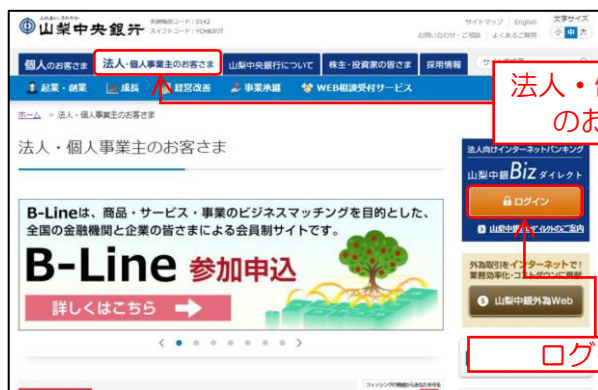 山梨中央銀行
金融機関コード：0142
スイフトコード：YCHBJPJT
サイトマップ | English
お問い合わせ・ご相談 | よくあるご質問
文字サイズ
小 中 大
個人のお客さま
法人・個人事業主のお客さま
山梨中央銀行について
株主・投資家の皆さま
採用情報
起業・創業
成長
経営改善
事業承継
WEB相談受付サービス
法人・
のお
ホーム > 法人・個人事業主のお客さま
法人・個人事業主のお客さま
法人向けインターネットバンキング
山梨中銀Bizダイレクト
ログイン
B-Lineは、商品・サービス・事業のビジネスマッチングを目的とした、
全国の金融機関と企業の皆さまによる会員制サイトです。
B-Line 参加申込
詳しくはこちら
外為取引をインターネットで!
山梨中銀外為Web
ログ